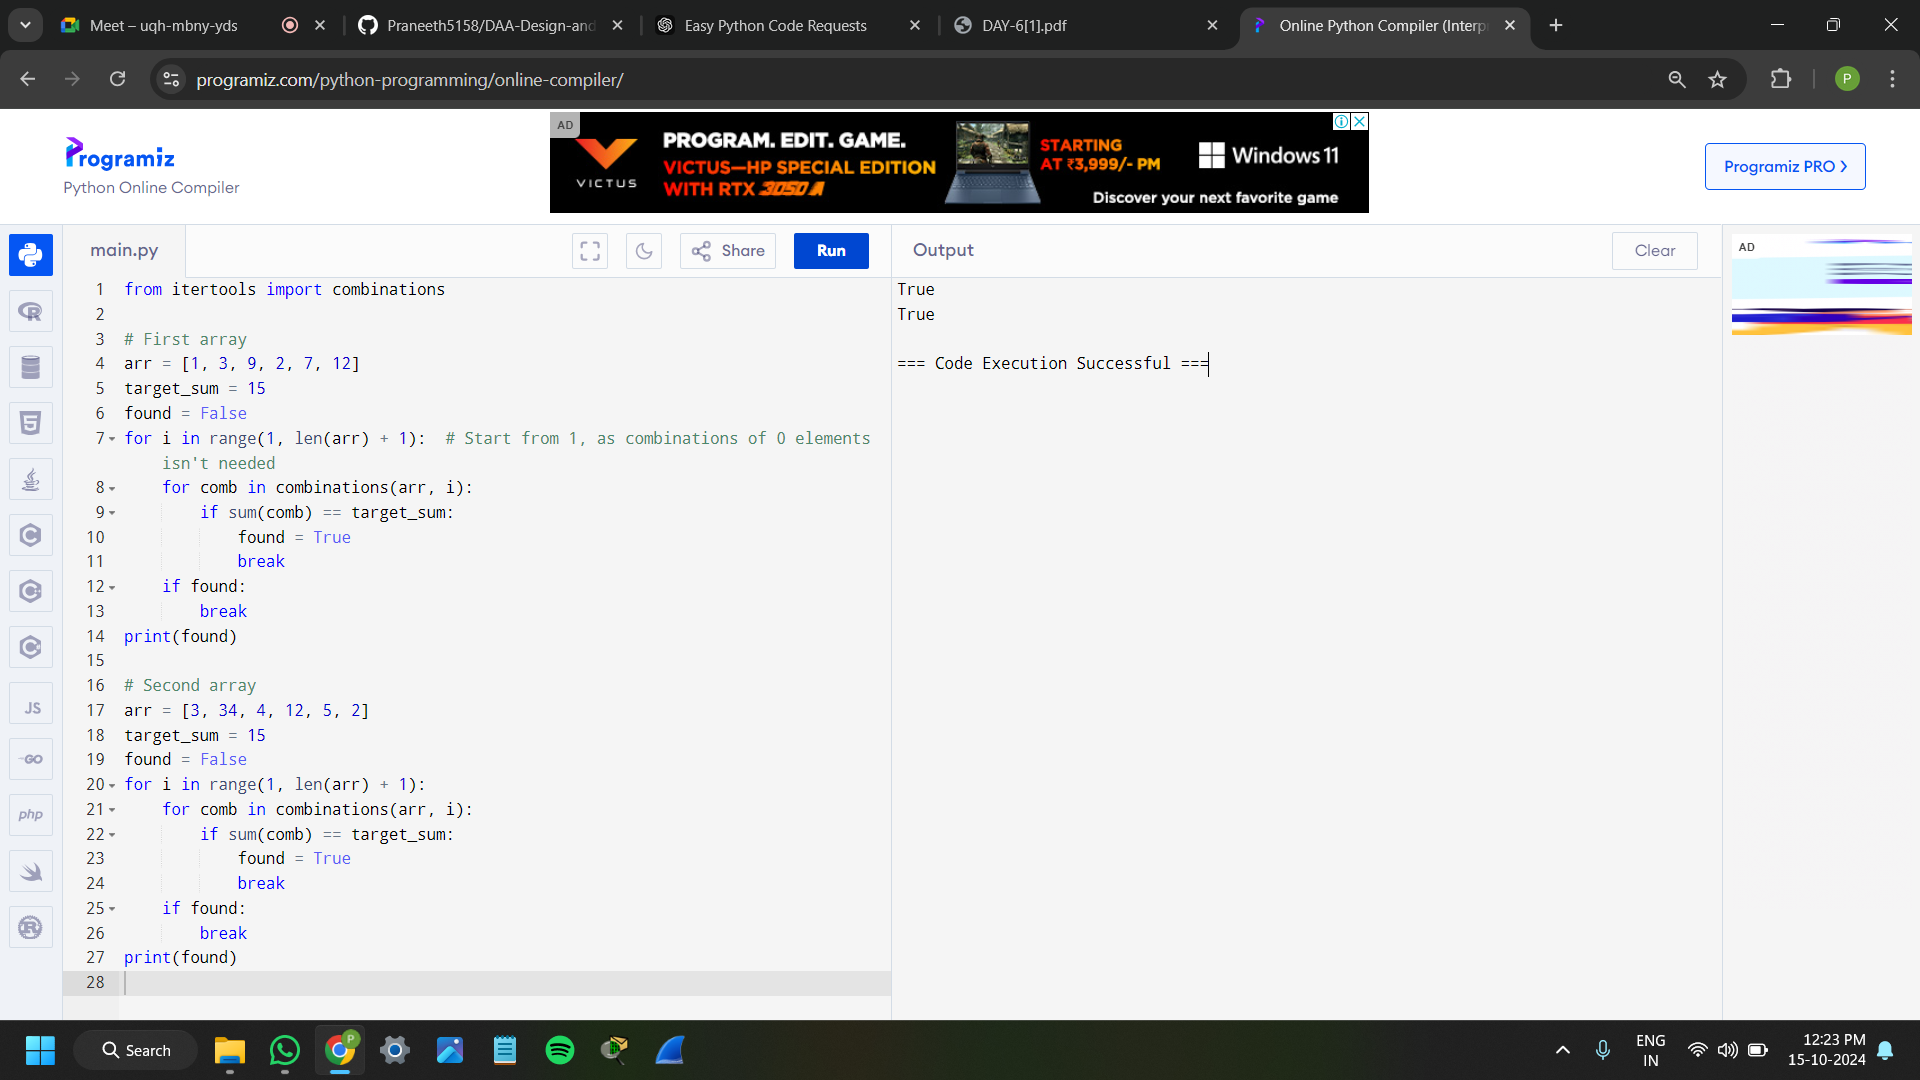 Meet – uqh-mbny-yds
Praneeth5158/DAA-Design-and
Easy Python Code Requests
DAY-6[1].pdf
Online Python Compiler (Interp
programiz.com/python-programming/online-compiler/
P
Programiz
Python Online Compiler
AD
VICTUS
PROGRAM. EDIT. GAME.
VICTUS—HP SPECIAL EDITION
WITH RTX 3050 A
STARTING
AT ₹3,999/- PM
Windows 11
Discover your next favorite game
Programiz PRO >
main.py
Share
Run
Output
Clear
AD
1 from itertools import combinations
2
3 # First array
4 arr = [1, 3, 9, 2, 7, 12]
5 target_sum = 15
6 found = False
7 for i in range(1, len(arr) + 1):  # Start from 1, as combinations of 0 elements
isn't needed
8     for comb in combinations(arr, i):
9         if sum(comb) == target_sum:
10             found = True
11             break
12     if found:
13         break
14 print(found)
15
16 # Second array
17 arr = [3, 34, 4, 12, 5, 2]
18 target_sum = 15
19 found = False
20 for i in range(1, len(arr) + 1):
21     for comb in combinations(arr, i):
22         if sum(comb) == target_sum:
23             found = True
24             break
25     if found:
26         break
27 print(found)
28
True
True
=== Code Execution Successful ===
R
5
C
C
C
JS
GO
php
R
Search
P
ENG
IN
12:23 PM
15-10-2024